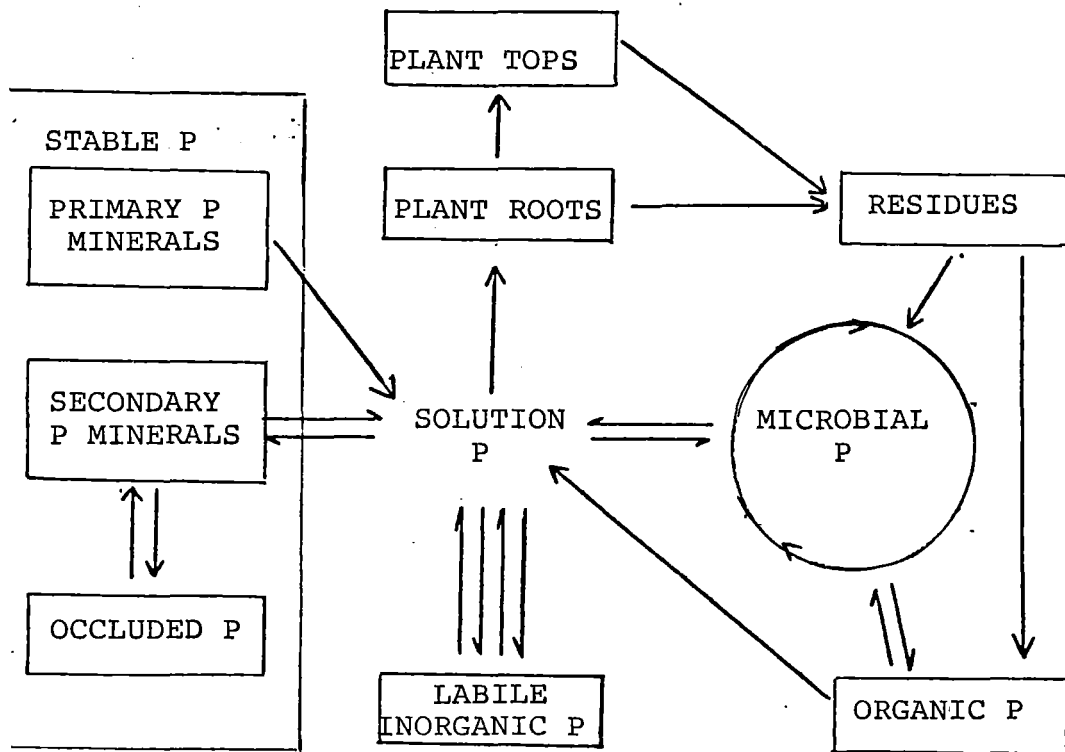 PLANT TOPS
STABLE P
PRIMARY P
MINERALS
PLANT ROOTS
RESIDUES
SECONDARY
P MINERALS
SOLUTION
P
MICROBIAL
P
OCCLUDED P
LABILE
INORGANIC P
ORGANIC P